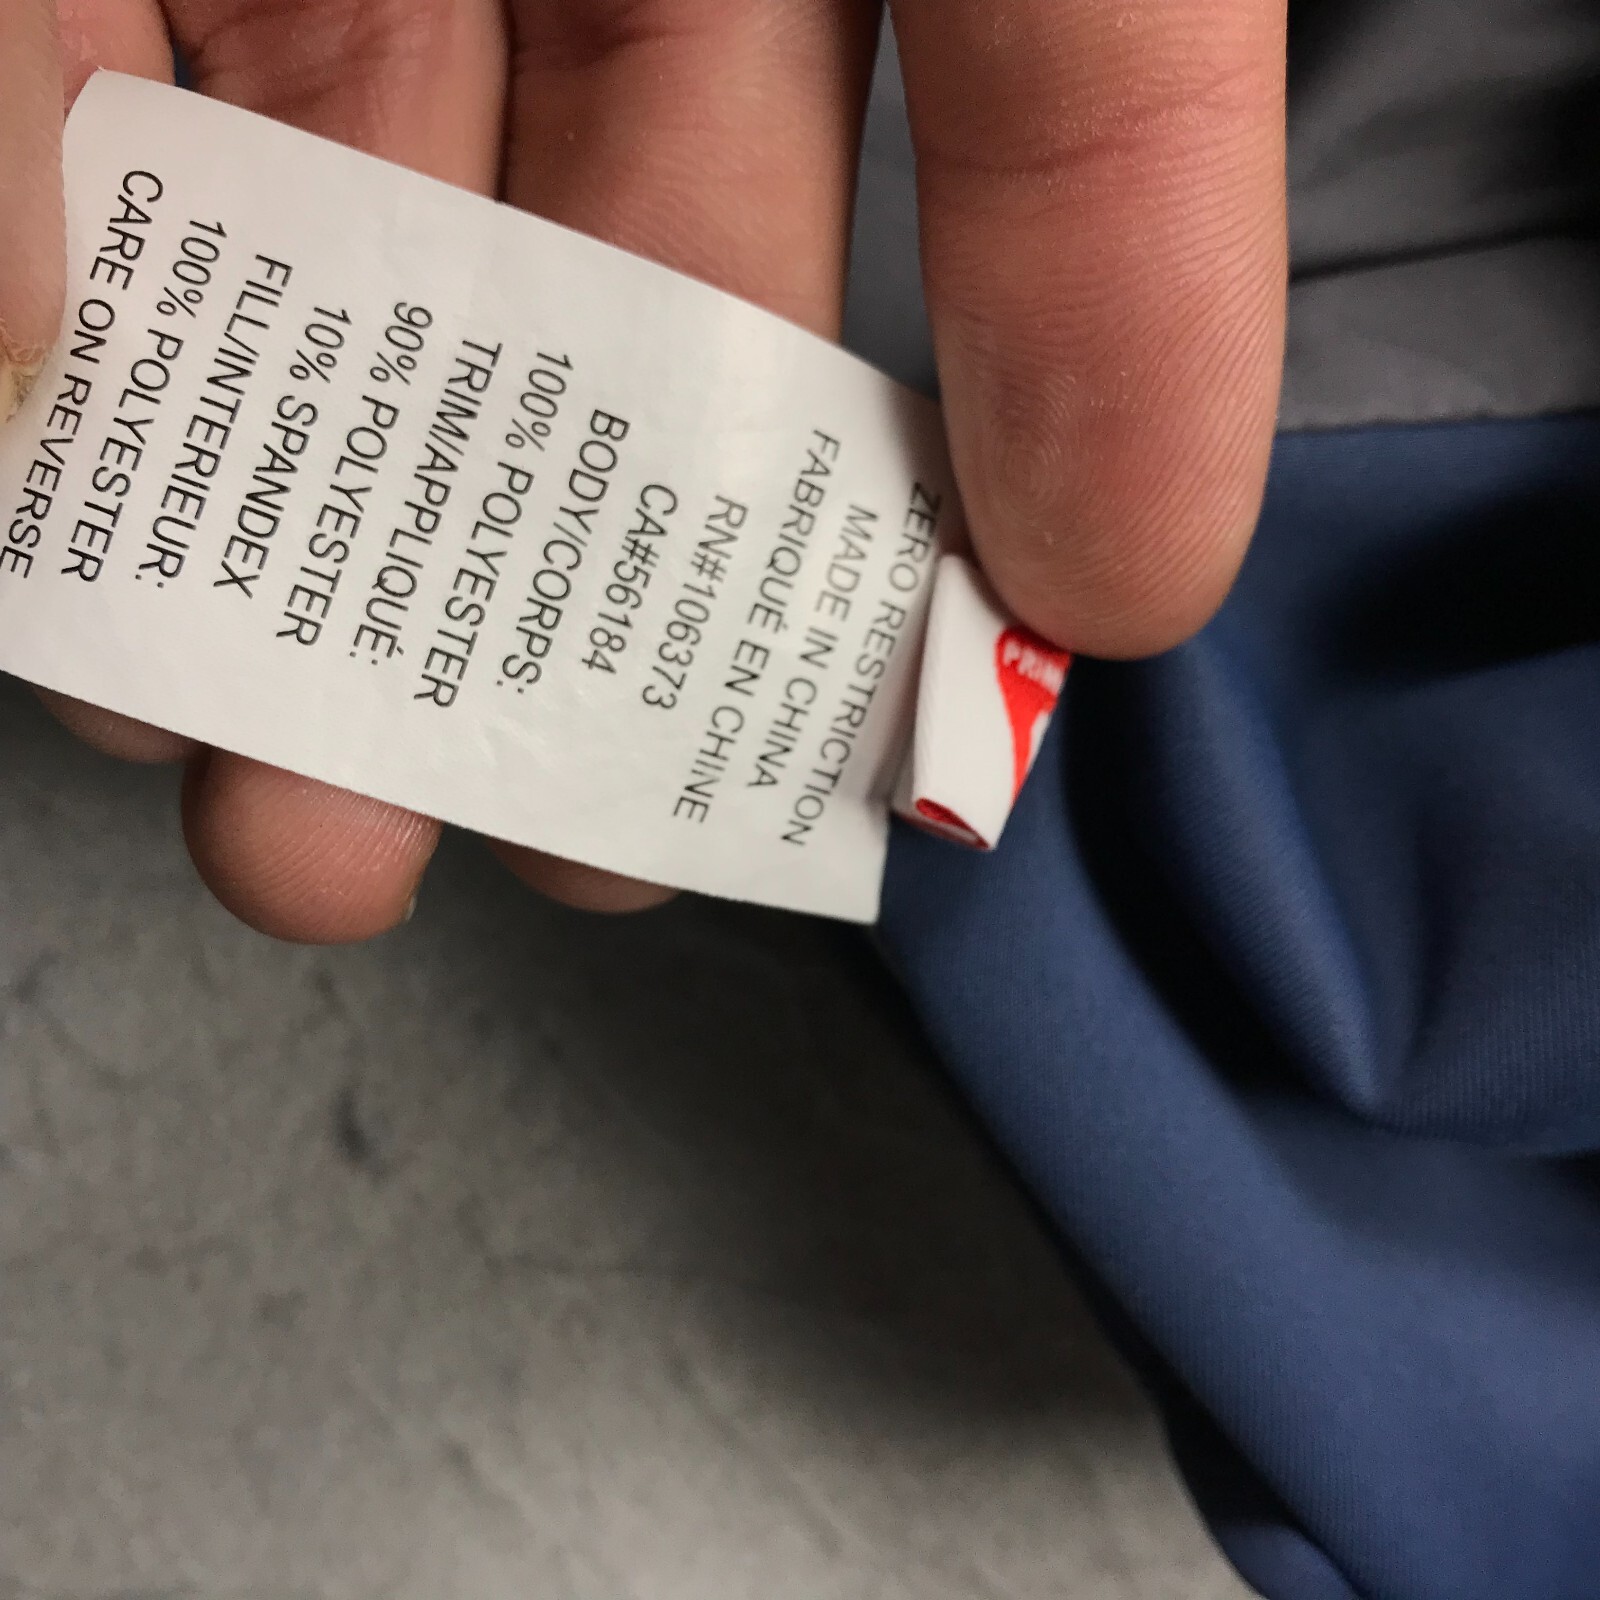 ZERO RESTRICTION
MADE IN CHINA
FABRIQUÉ EN CHINE
RN#106373
CA#56184
BODY/CORPS:
100% POLYESTER
TRIM/APPLIQUÉ:
90% POLYESTER
10% SPANDEX
FILL/INTERIEUR:
100% POLYESTER
CARE ON REVERSE